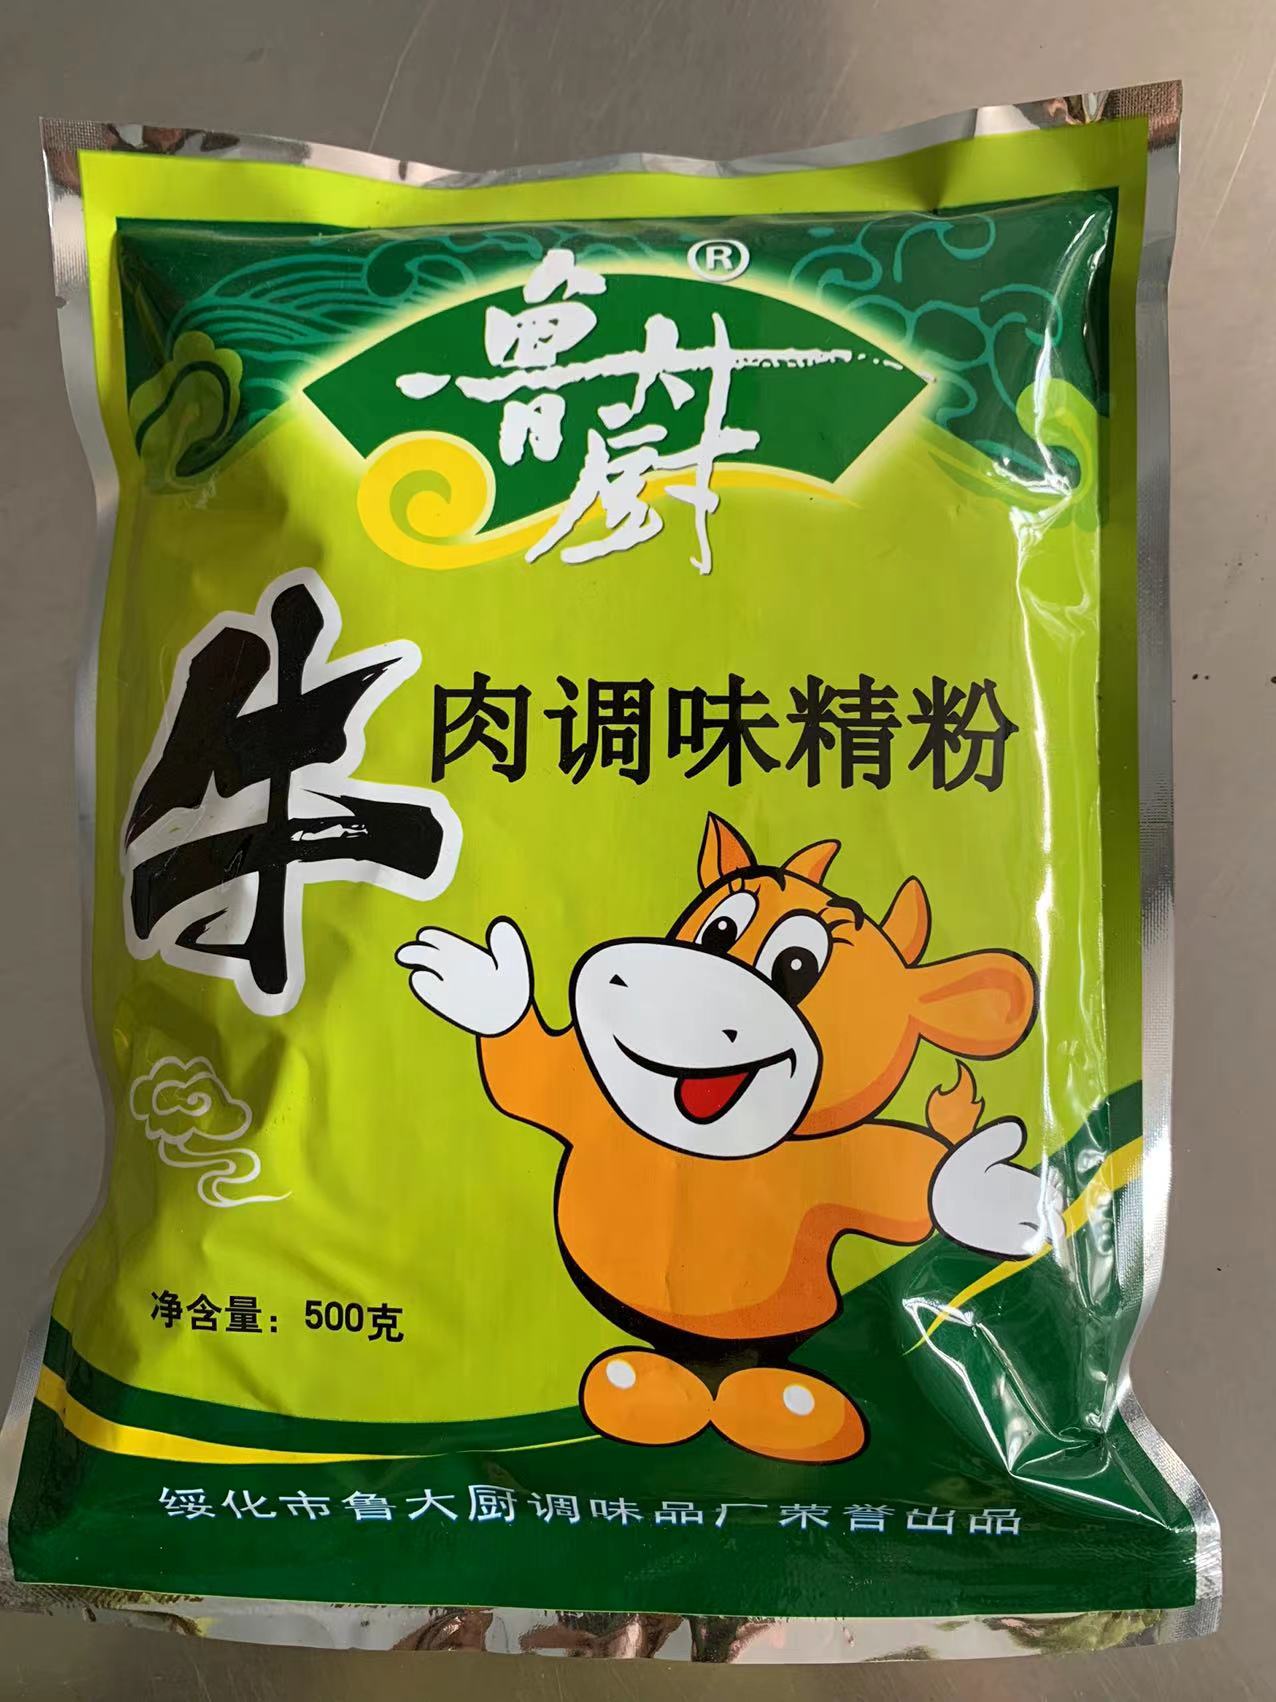 鲁大厨®
牛肉调味精粉
净含量：500克
绥化市鲁大厨调味品厂荣誉出品